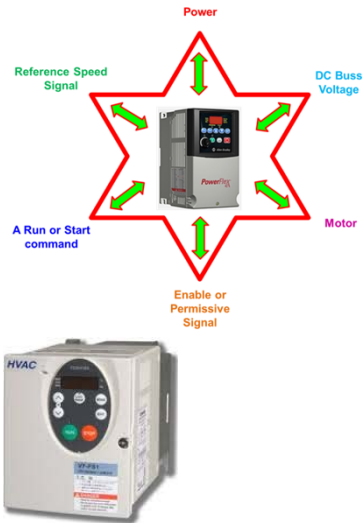 Power
Reference Speed
Signal
DC Buss
Voltage
PowerFlex
A Run or Start
command
Motor
Enable or
Permissive
Signal
HVAC
TOSHIBA
RUN
STOP
VF-FS1